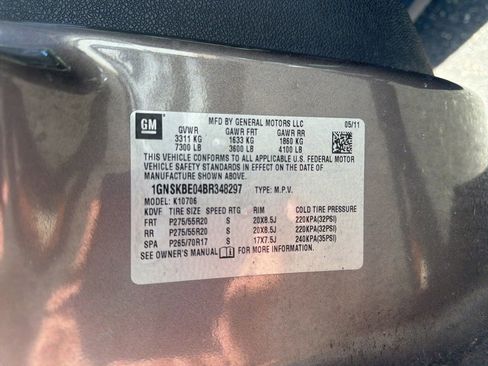 GM
MFD BY GENERAL MOTORS LLC 05/11
GVWR GAWR FRT GAWR RR
3311 KG 1633 KG 1860 KG
7300 LB 3600 LB 4100 LB
THIS VEHICLE CONFORMS TO ALL APPLICABLE U.S. FEDERAL MOTOR
VEHICLE SAFETY STANDARDS IN EFFECT ON THE DATE OF
MANUFACTURE SHOWN ABOVE.
1GNSKBE04BR348297 TYPE: M.P.V.
MODEL: K10706
KDVF TIRE SIZE SPEED RTG RIM COLD TIRE PRESSURE
FRT P275/55R20 S 20X8.5J 220KPA(32PSI)
RR P275/55R20 S 20X8.5J 220KPA(32PSI)
SPA P265/70R17 S 17X7.5J 240KPA(35PSI)
SEE OWNER'S MANUAL FOR MORE INFORMATION